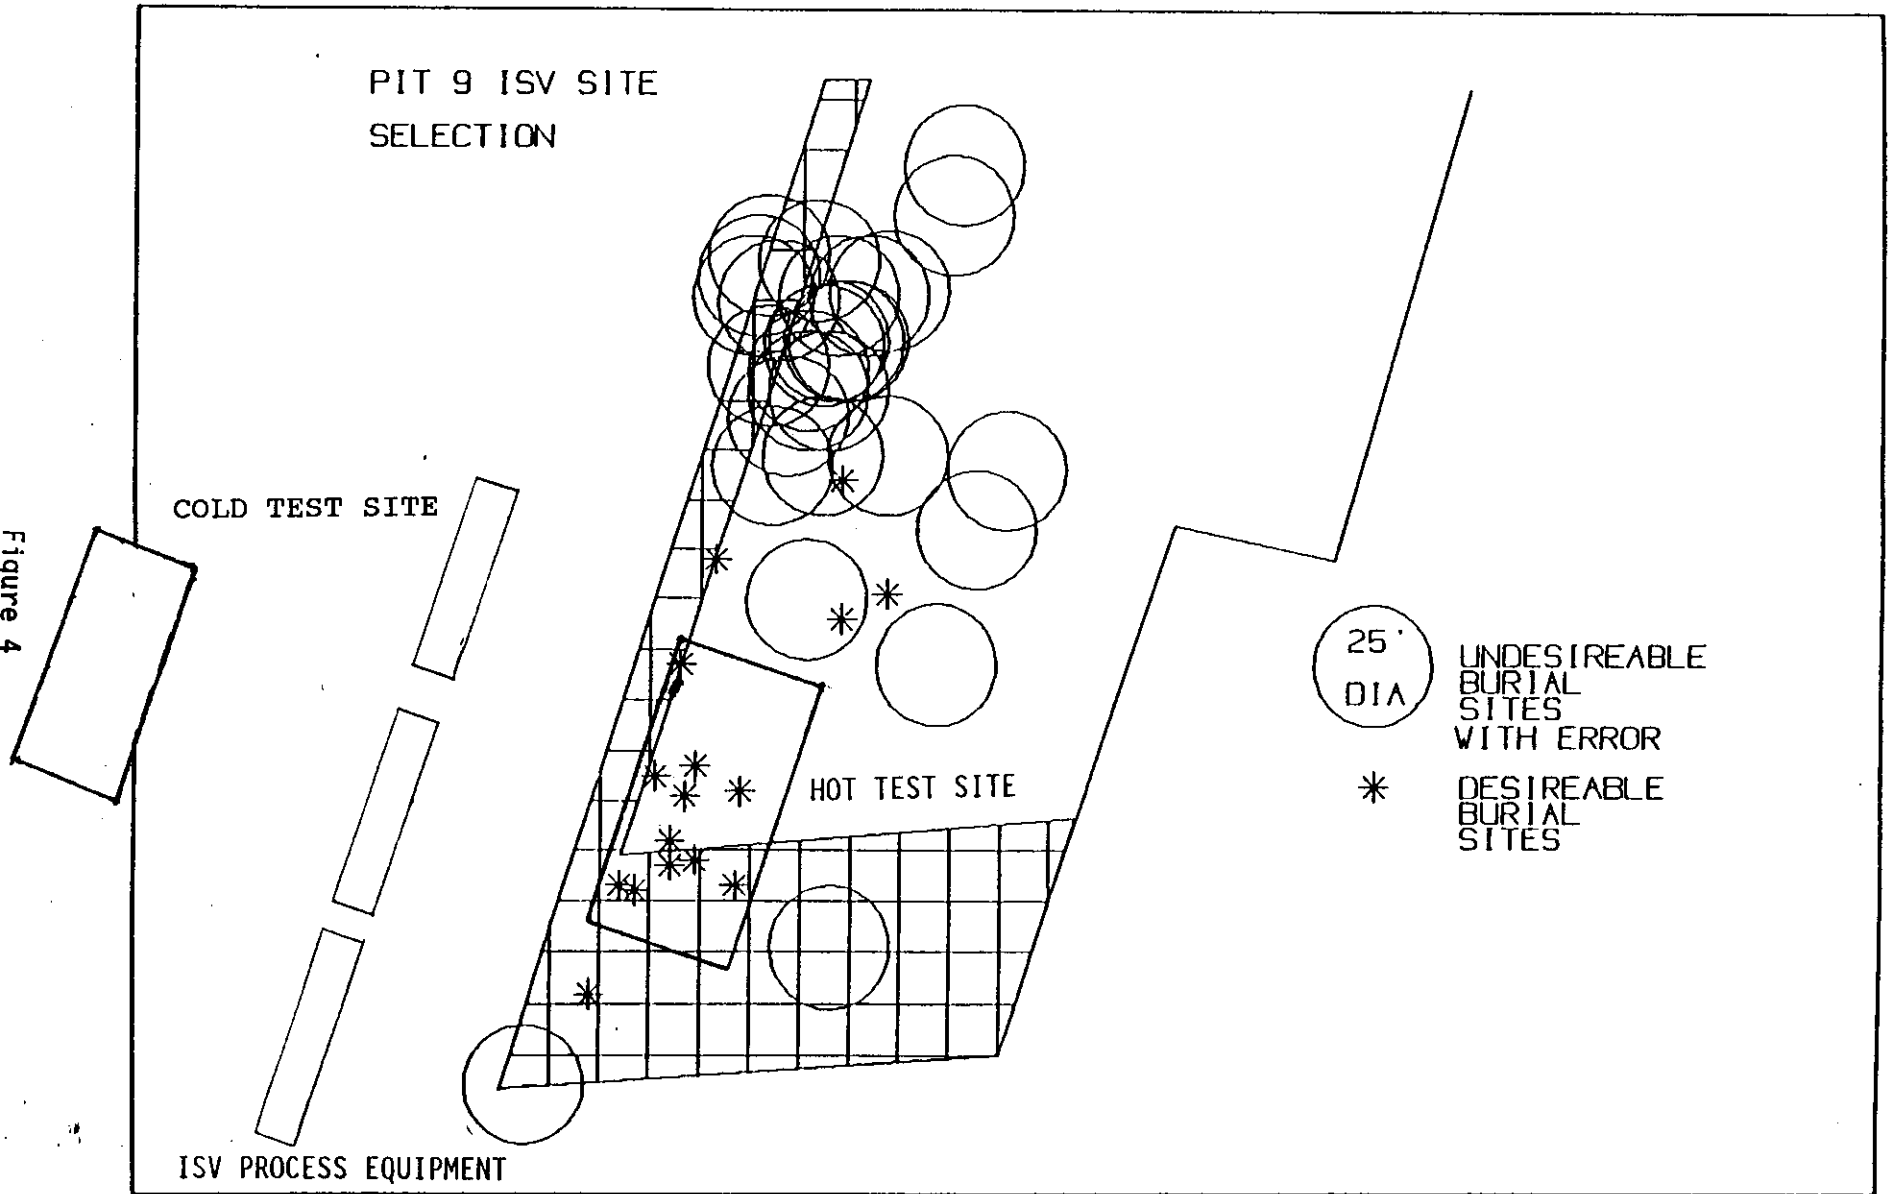 PIT 9 ISV SITE
SELECTION
COLD TEST SITE
Figure 4
25'
DIA
UNDESIREABLE
BURIAL
SITES
WITH ERROR
HOT TEST SITE
DESIREABLE
BURIAL
SITES
ISV PROCESS EQUIPMENT